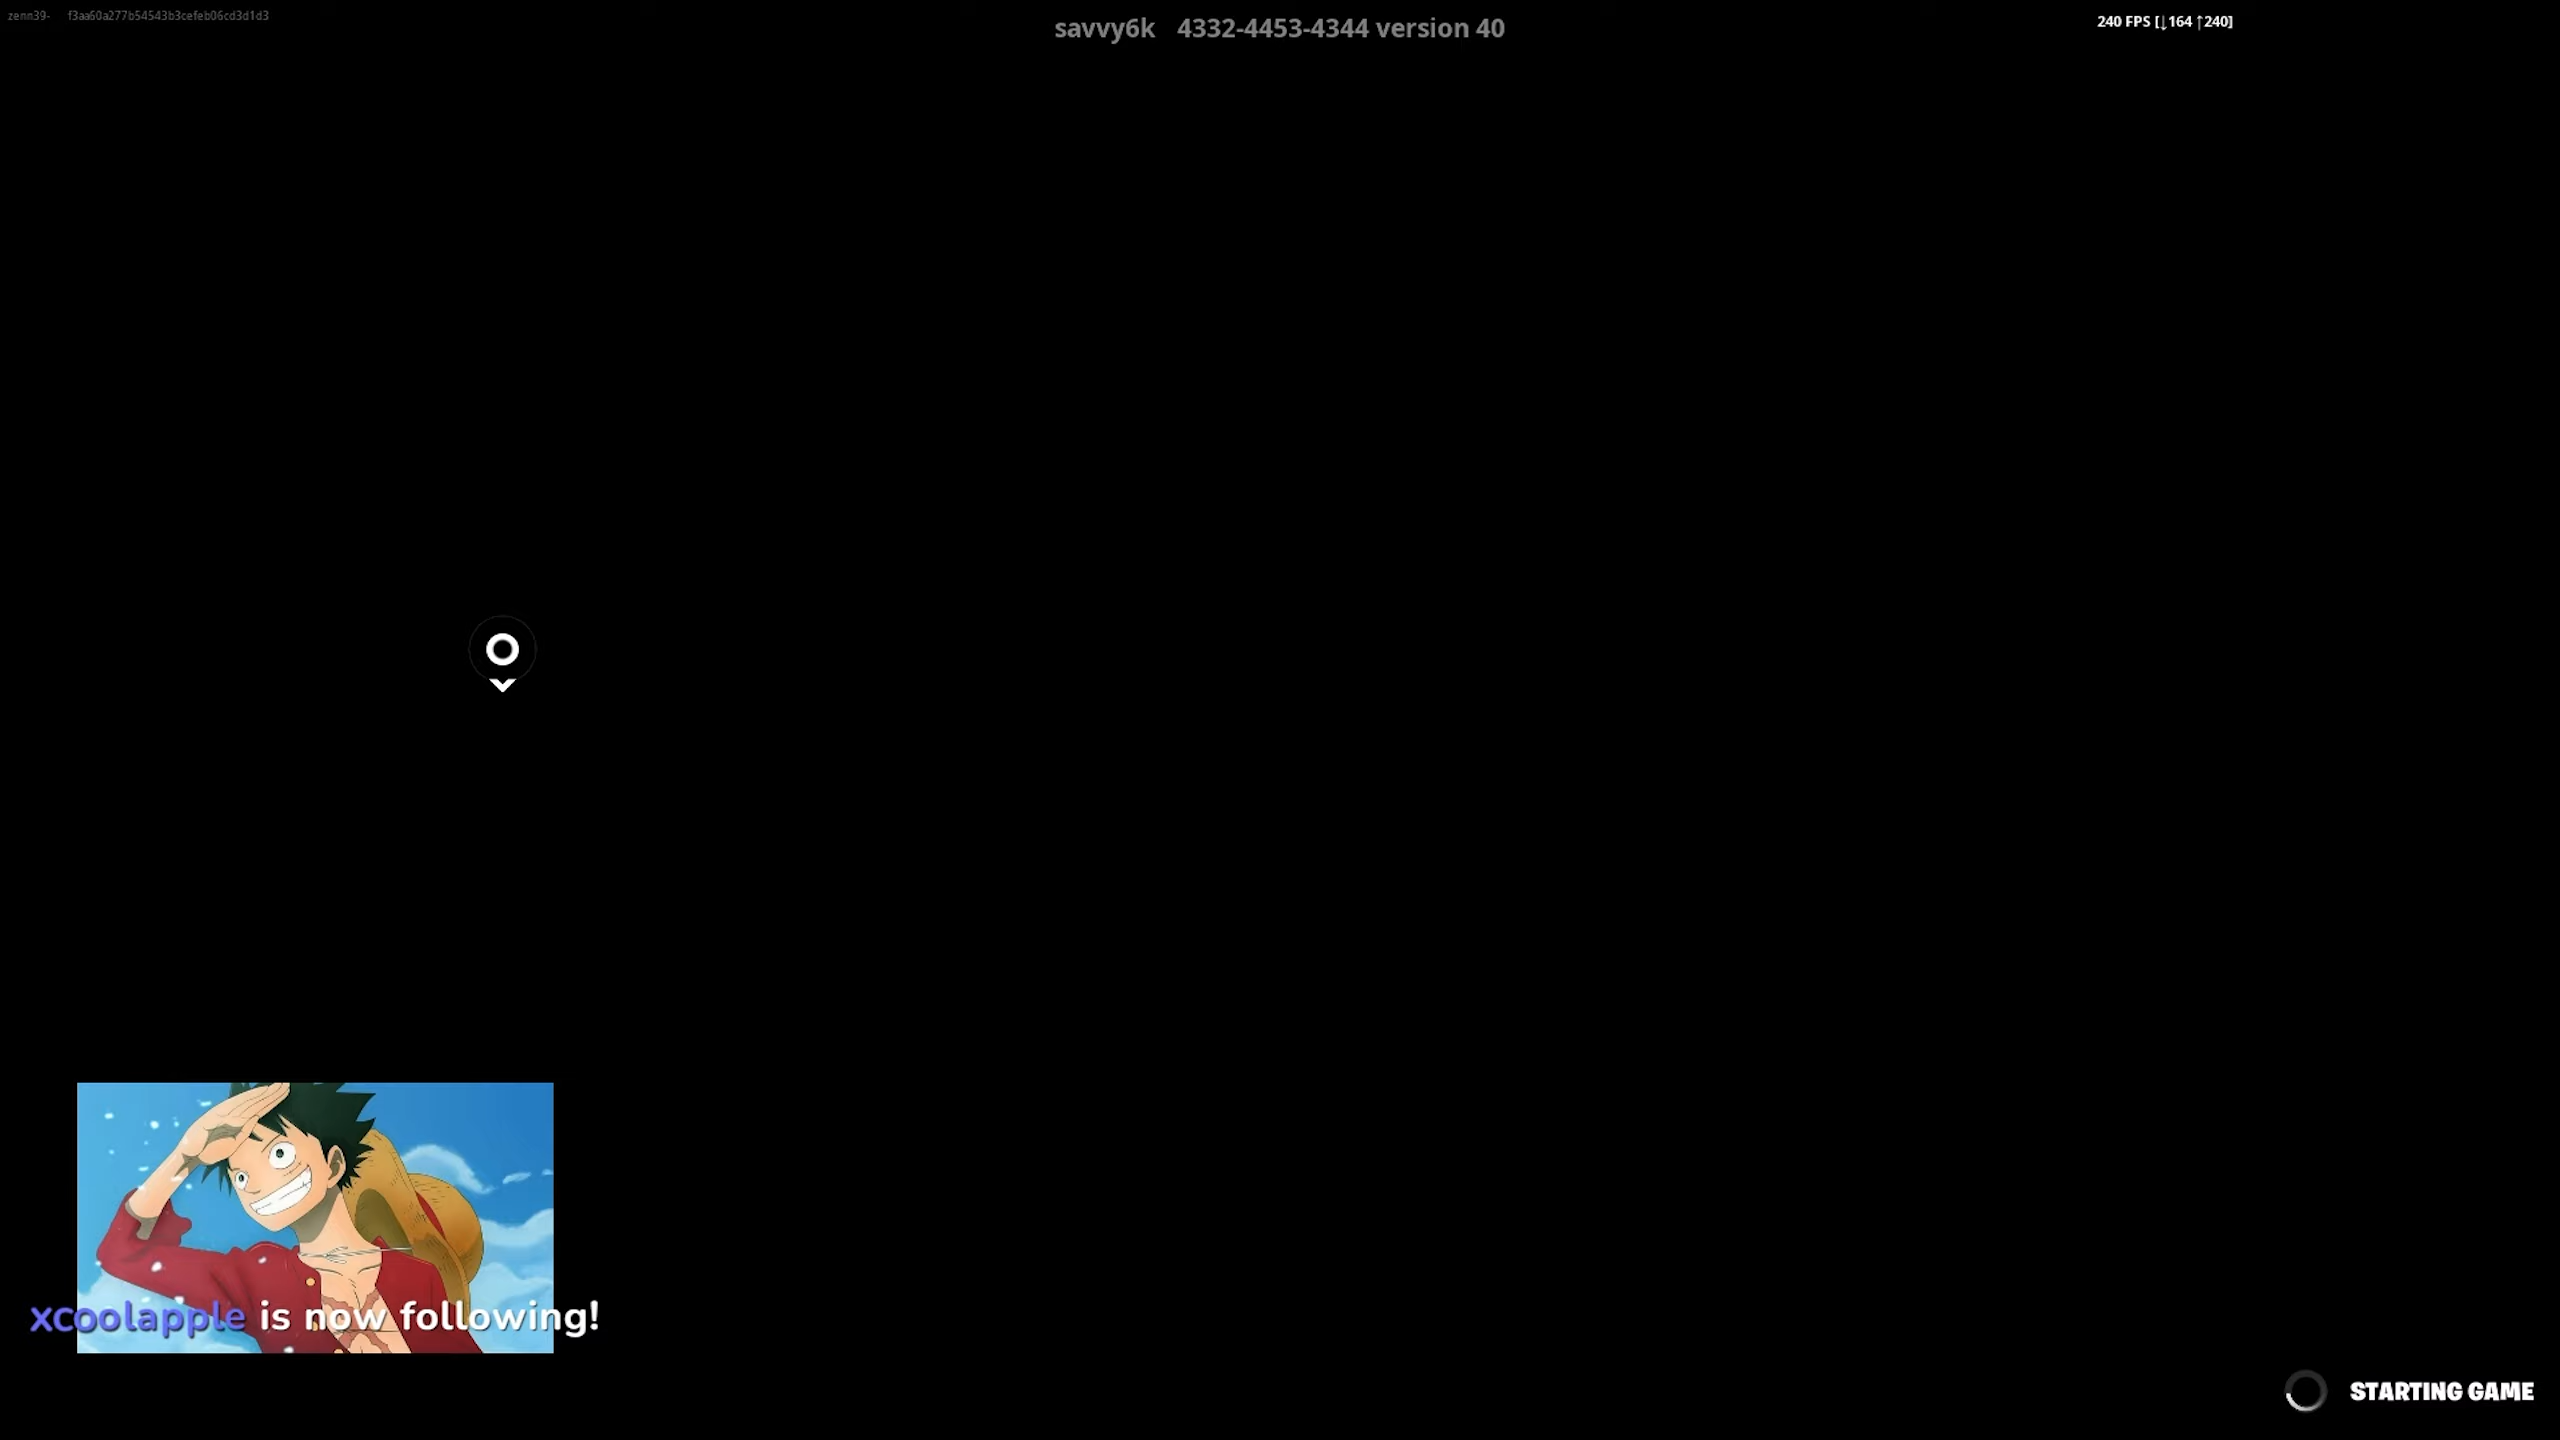 zenn39- f3aa60a277b54543b3cefeb06cd3d1d3
savvy6k 4332-4453-4344 version 40
240 FPS [↓164 ↑240]
xcoolapple is now following!
STARTING GAME